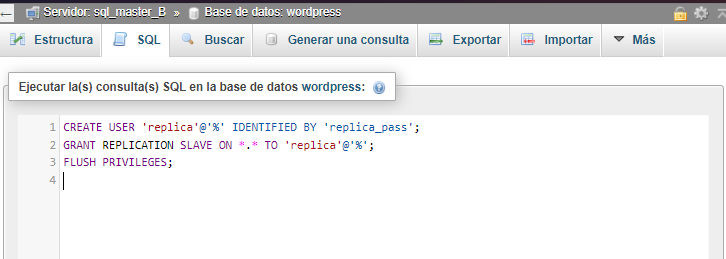 Servidor: sql_master_B » Base de datos: wordpress
Estructura SQL Buscar Generar una consulta Exportar Importar Más
Ejecutar la(s) consulta(s) SQL en la base de datos wordpress:
1 CREATE USER 'replica'@'%' IDENTIFIED BY 'replica_pass';
2 GRANT REPLICATION SLAVE ON *.* TO 'replica'@'%';
3 FLUSH PRIVILEGES;
4